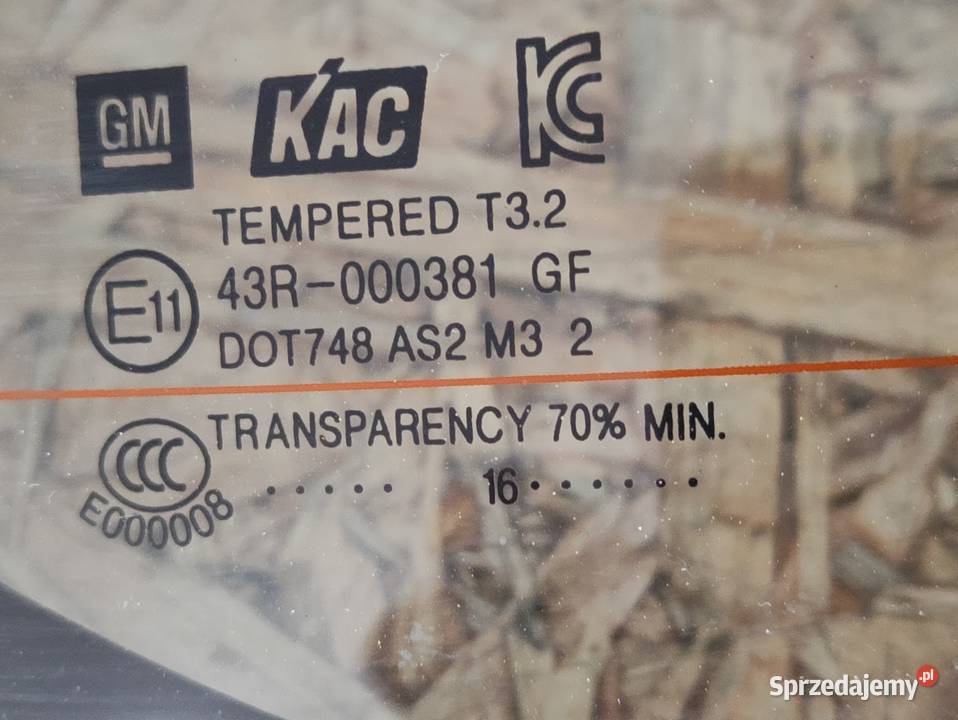 GM KAC KC
TEMPERED T3.2
E11 43R-000381 GF
DOT748 AS2 M3 2
CCC TRANSPARENCY 70% MIN.
E000008 ..... 16......
Sprzedajemy.pl